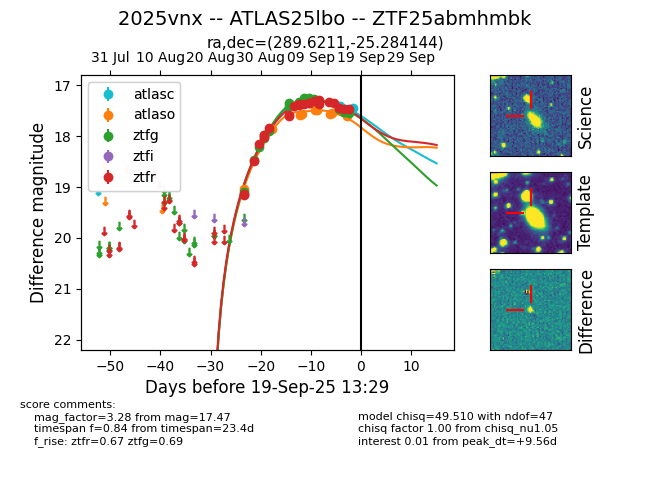 2025vnx -- ATLAS25lbo -- ZTF25abmhmbk
ra,dec=(289.6211,-25.284144)
31 Jul 10 Aug 20 Aug 30 Aug 09 Sep 19 Sep 29 Sep
17
18
19
20
21
22
Difference magnitude
atlasc
atlaso
ztfg
ztfi
ztfr
−50 −40 −30 −20 −10 0 10
Days before 19-Sep-25 13:29
Science
Template
Difference
score comments:
mag_factor=3.28 from mag=17.47
timespan f=0.84 from timespan=23.4d
f_rise: ztfr=0.67 ztfg=0.69
model chisq=49.510 with ndof=47
chisq factor 1.00 from chisq_nu1.05
interest 0.01 from peak_dt=+9.56d